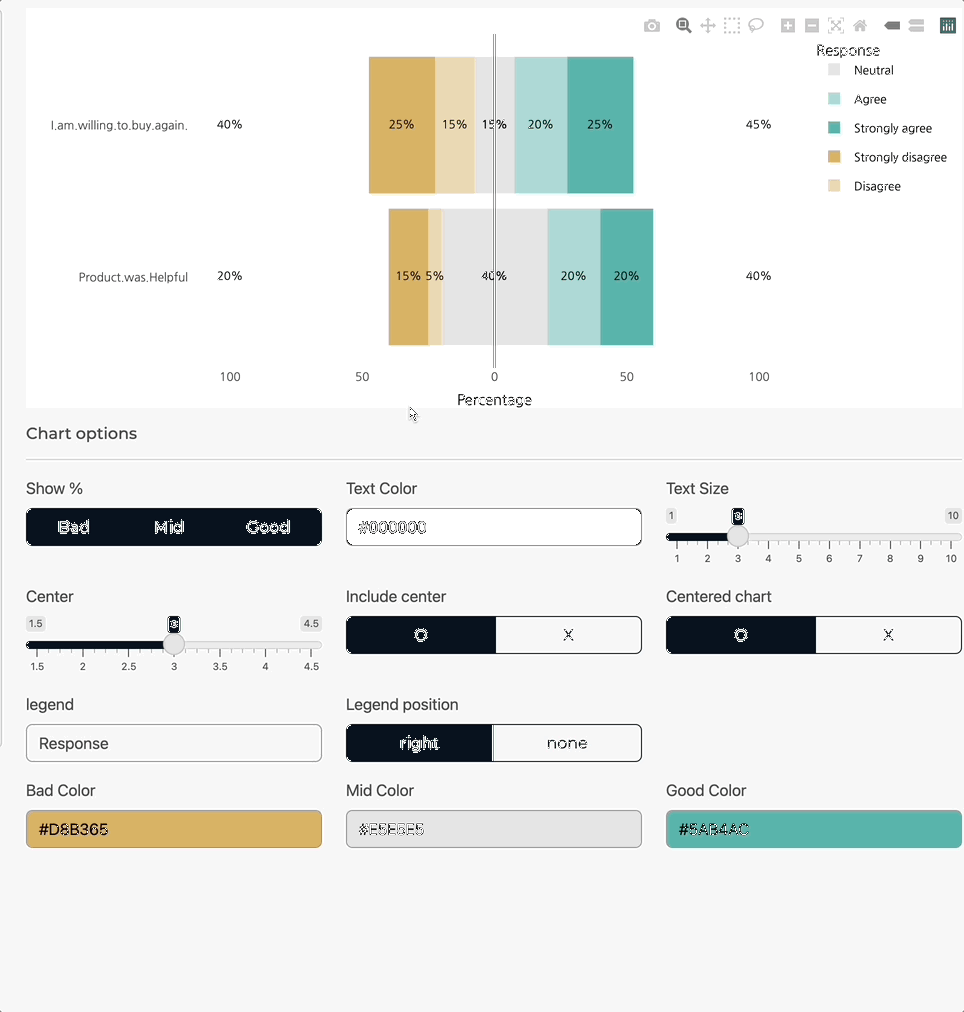 Response
Neutral
Agree
Strongly agree
Strongly disagree
Disagree
I.am.willing.to.buy.again. 40% 25% 15% 15% 20% 25% 45%
Product.was.Helpful 20% 15% 5% 40% 20% 20% 40%
100 50 0 50 100
Percentage
Chart options
Show % Text Color Text Size
Bad Mid Good #000000
1 3 10
1 2 3 4 5 6 7 8 9 10
Center Include center Centered chart
1.5 3 4.5
O X O X
1.5 2 2.5 3 3.5 4 4.5
legend Legend position
Response right none
Bad Color Mid Color Good Color
#D8B365 #E5E5E5 #5AB4AC